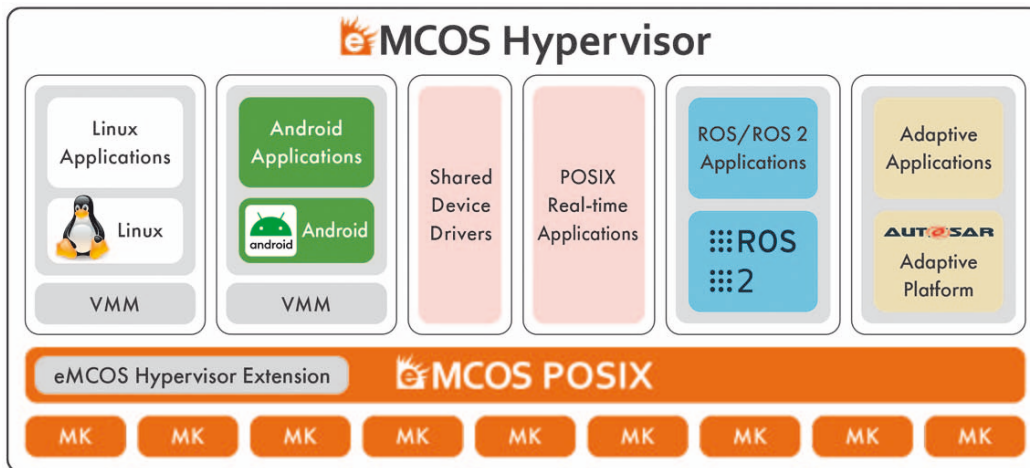 eMCOS Hypervisor
Linux
Applications
Linux
VMM
Android
Applications
android
Android
VMM
Shared
Device
Drivers
POSIX
Real-time
Applications
ROS/ROS 2
Applications
ROS
2
Adaptive
Applications
AUTOSAR
Adaptive
Platform
eMCOS Hypervisor Extension
eMCOS POSIX
MK
MK
MK
MK
MK
MK
MK
MK
MK